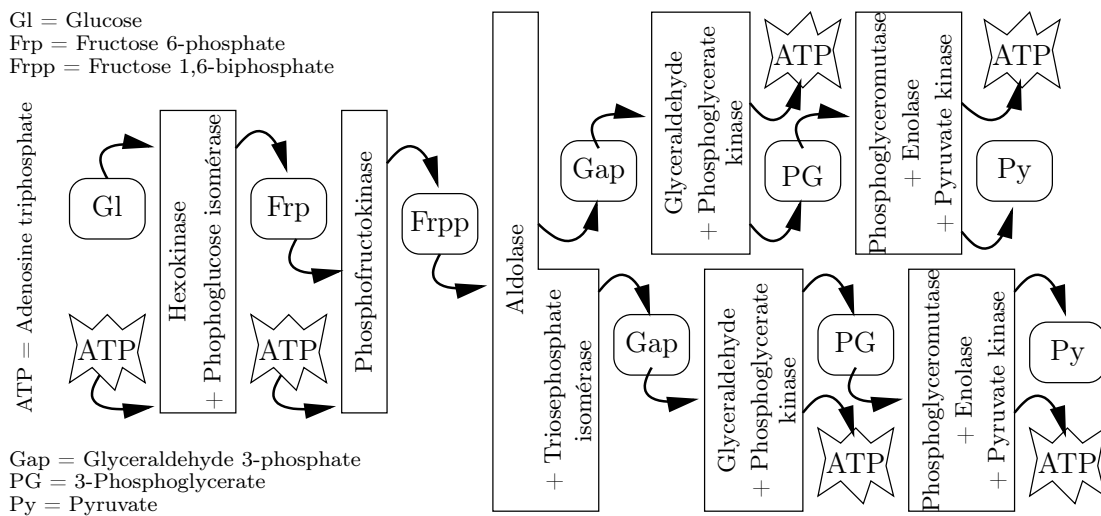 Gl = Glucose
Frp = Fructose 6-phosphate
Frpp = Fructose 1,6-biphosphate
ATP = Adenosine triphosphate
Gl
ATP
Hexokinase
+ Phophoglucose isomérase
Frp
ATP
Phosphofructokinase
Frpp
Aldolase
+ Triosephosphate
isomérase
Gap
Glyceraldehyde
+ Phosphoglycerate
kinase
ATP
PG
Phosphoglyceromutase
+ Enolase
+ Pyruvate kinase
ATP
Py
Gap
Glyceraldehyde
+ Phosphoglycerate
kinase
PG
ATP
Phosphoglyceromutase
+ Enolase
+ Pyruvate kinase
Py
ATP
Gap = Glyceraldehyde 3-phosphate
PG = 3-Phosphoglycerate
Py = Pyruvate